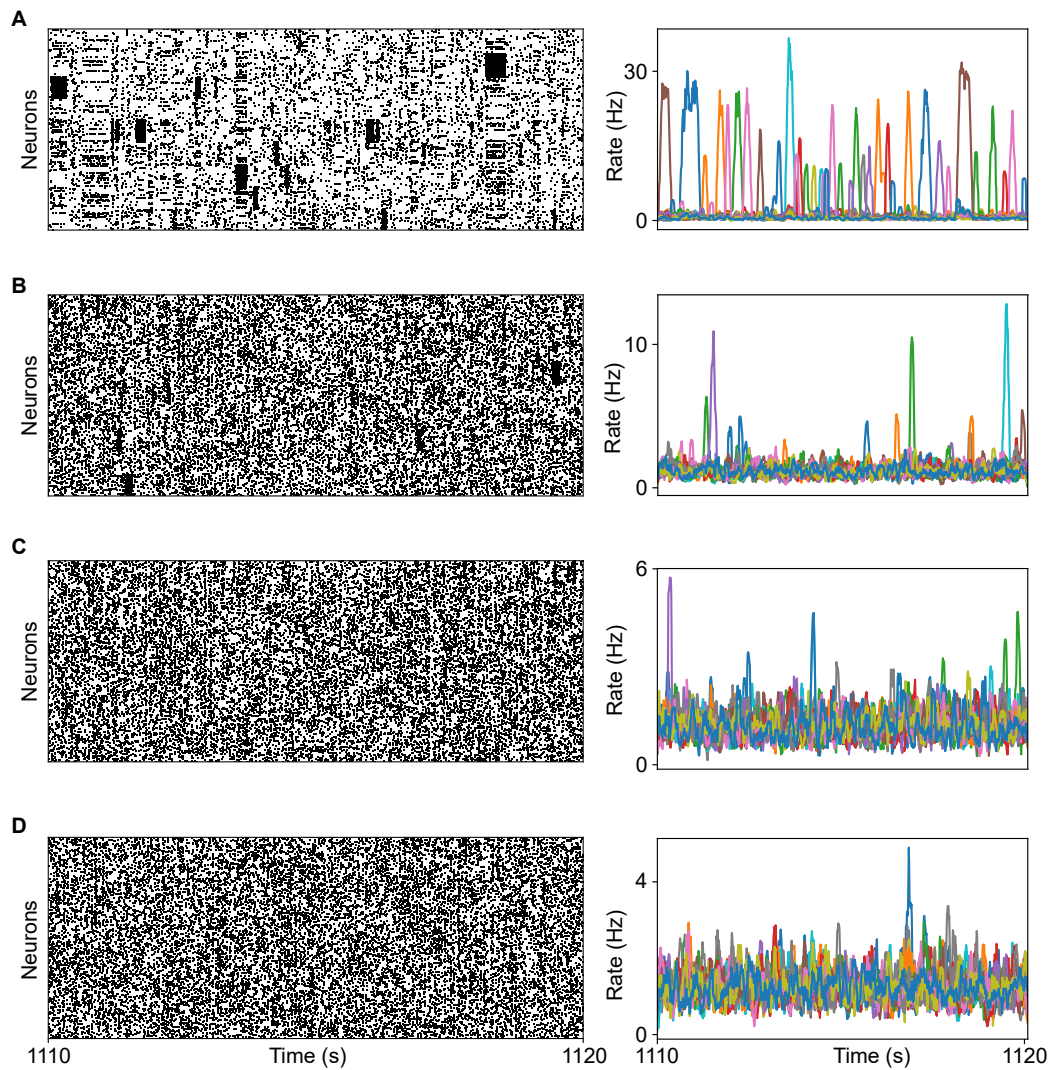 A
Neurons
30
0
Rate (Hz)
B
Neurons
10
0
Rate (Hz)
C
Neurons
6
0
Rate (Hz)
D
Neurons
4
0
Rate (Hz)
1110 Time (s) 1120
1110 Time (s) 1120